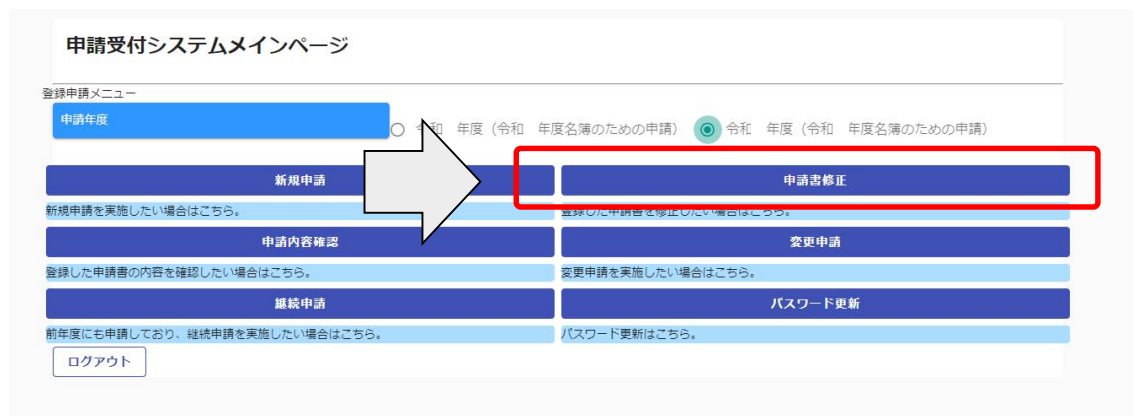 申請受付システムメインページ
登録申請メニュー
申請年度
年度（令和　年度名簿のための申請）　令和　年度（令和　年度名簿のための申請）
新規申請　申請書修正
新規申請を実施したい場合はこちら。　登録した申請書を修正したい場合はこちら。
申請内容確認　変更申請
登録した申請書の内容を確認したい場合はこちら。　変更申請を実施したい場合はこちら。
継続申請　パスワード更新
前年度にも申請しており、継続申請を実施したい場合はこちら。　パスワード更新はこちら。
ログアウト